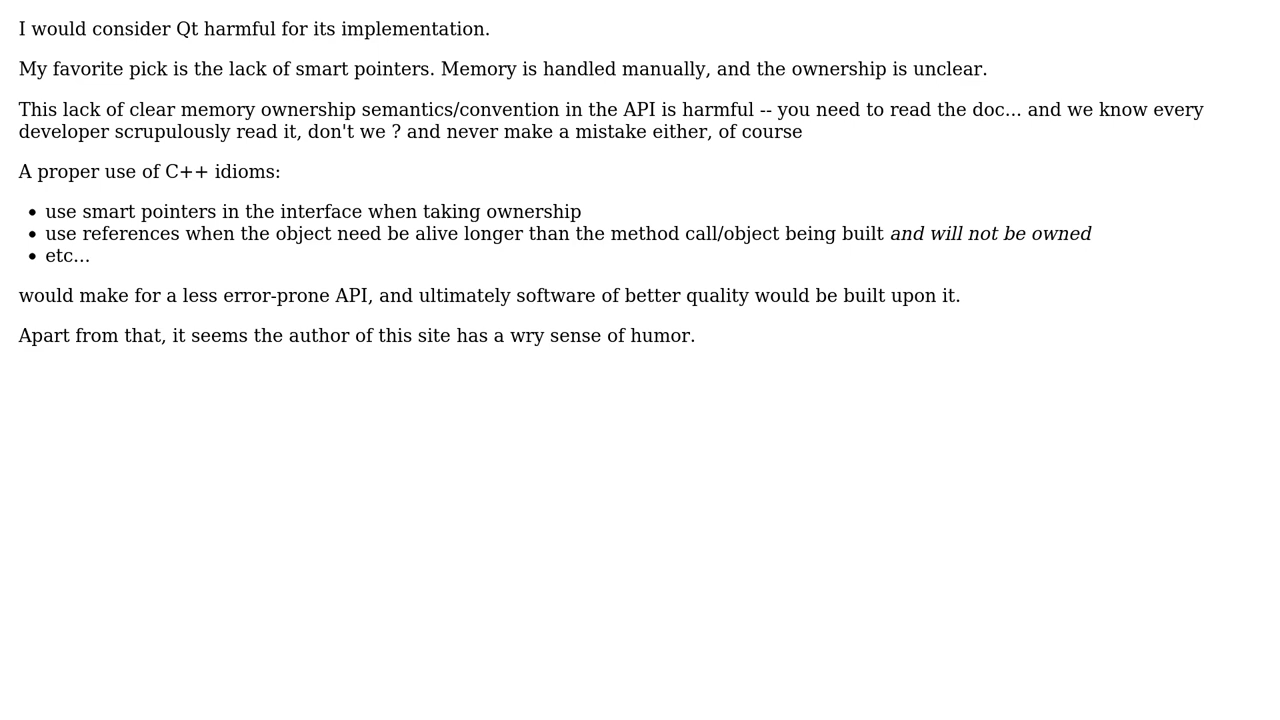 I would consider Qt harmful for its implementation.
My favorite pick is the lack of smart pointers. Memory is handled manually, and the ownership is unclear.
This lack of clear memory ownership semantics/convention in the API is harmful -- you need to read the doc... and we know every
developer scrupulously read it, don't we ? and never make a mistake either, of course
A proper use of C++ idioms:
• use smart pointers in the interface when taking ownership
• use references when the object need be alive longer than the method call/object being built and will not be owned
• etc...
would make for a less error-prone API, and ultimately software of better quality would be built upon it.
Apart from that, it seems the author of this site has a wry sense of humor.